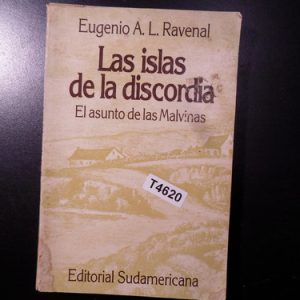 Eugenio A. L. Ravenal
Las islas
de la discordia
El asunto de las Malvinas
T4620
Editorial Sudamericana